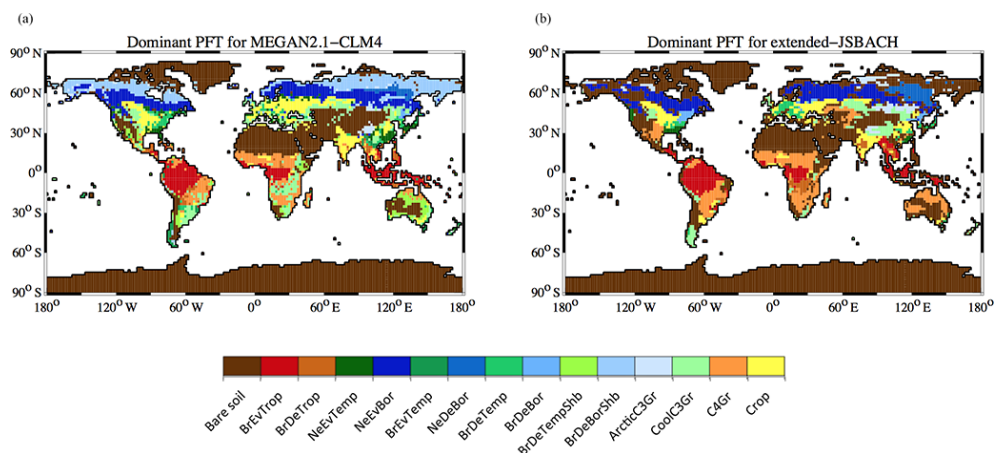 (a)
(b)
Dominant PFT for MEGAN2.1-CLM4
Dominant PFT for extended-JSBACH
90° N
60° N
30° N
0°
30° S
60° S
90° S
180° 120° W 60° W 0° 60° E 120° E 180°
90° N
60° N
30° N
0°
30° S
60° S
90° S
180° 120° W 60° W 0° 60° E 120° E 180°
Bare soil
BrEvTrop
BrDeTrop
NeEvTemp
NeEvBor
BrEvTemp
NeDeBor
BrDeTemp
BrDeBor
BrDeTempShb
BrDeBorShb
ArcticC3Gr
CoolC3Gr
C4Gr
Crop